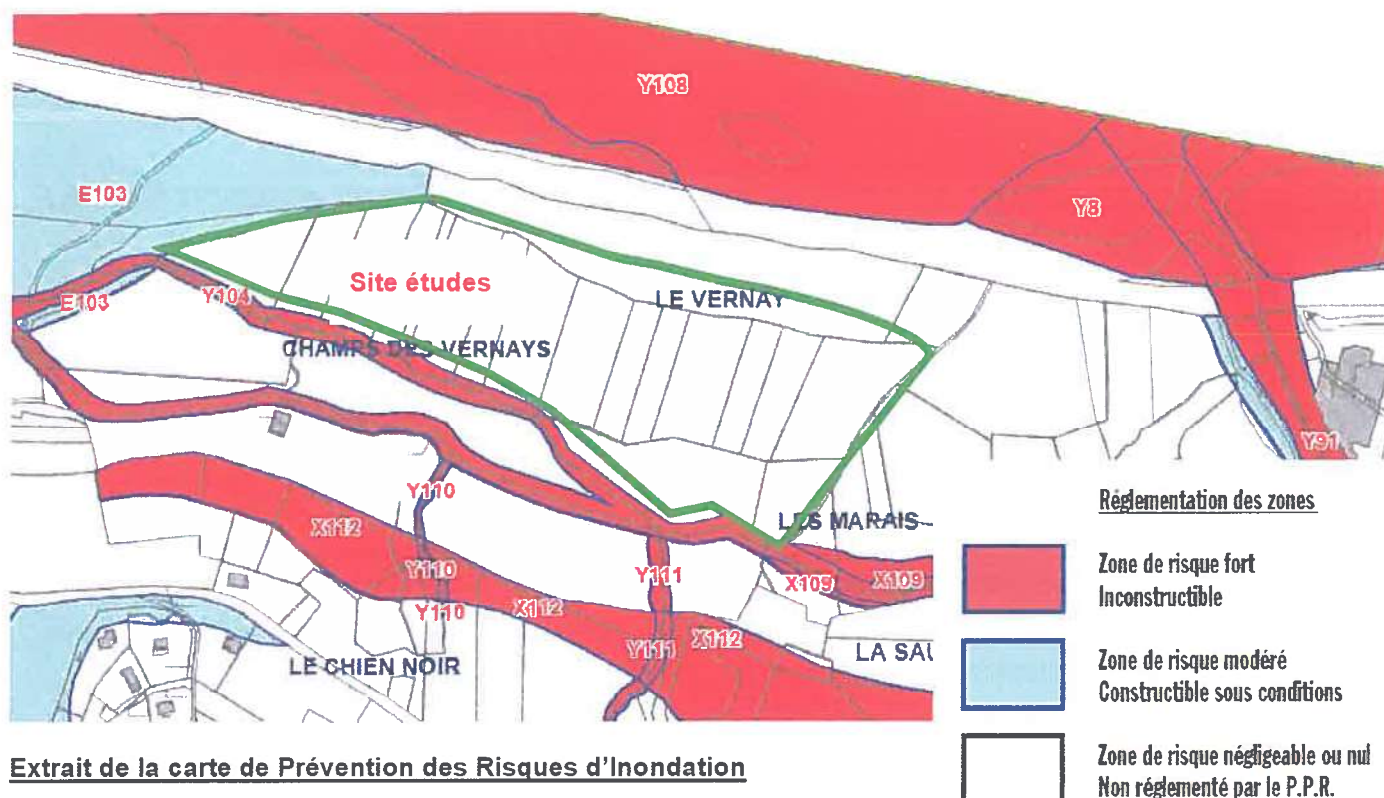 Y108
E103
Y8
Site études
LE VERNAY
E103
Y104
CHAMPS DES VERNAYS
Y91
Y110
LES MARAIS
X112
Y110
Y111
X109
X109
Y110
X112
Y111
X112
LE CHIEN NOIR
LA SAU
Réglementation des zones
Zone de risque fort
Inconstructible
Zone de risque modéré
Constructible sous conditions
Zone de risque négligeable ou nul
Non réglementé par le P.P.R.
Extrait de la carte de Prévention des Risques d'Inondation